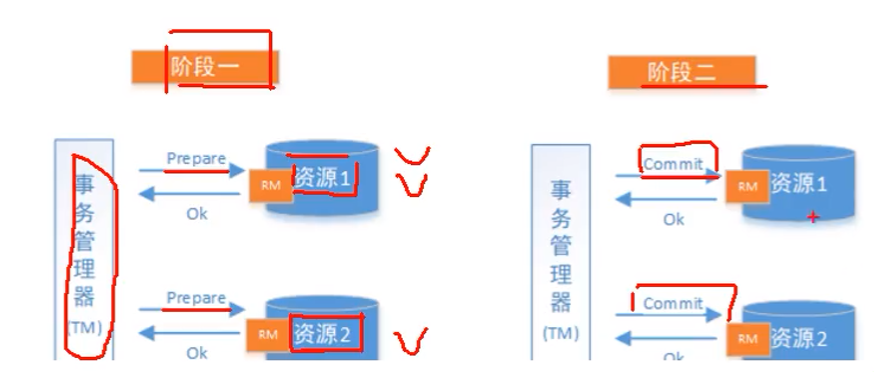 阶段一
事务管理器
(TM)
Prepare
Ok
RM
资源1
Prepare
Ok
RM
资源2
阶段二
事务管理器
(TM)
Commit
Ok
RM
资源1
Commit
Ok
RM
资源2